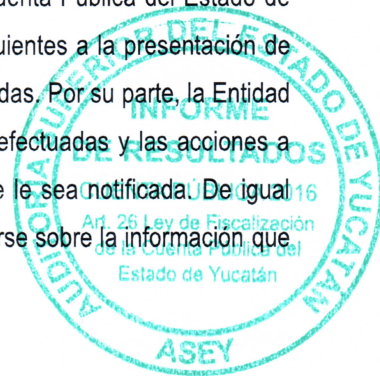 uenta Pública del Estado de
uientes a la presentación de
das. Por su parte, la Entidad
efectuadas y las acciones a
e le sea notificada. De igual
rse sobre la información que
AUDITORÍA SUPERIOR DEL ESTADO DE YUCATÁN
INFORME
DE RESULTADOS
CUENTA PÚBLICA 2016
Art. 26 Ley de Fiscalización
de la Cuenta Pública del
Estado de Yucatán
ASEY